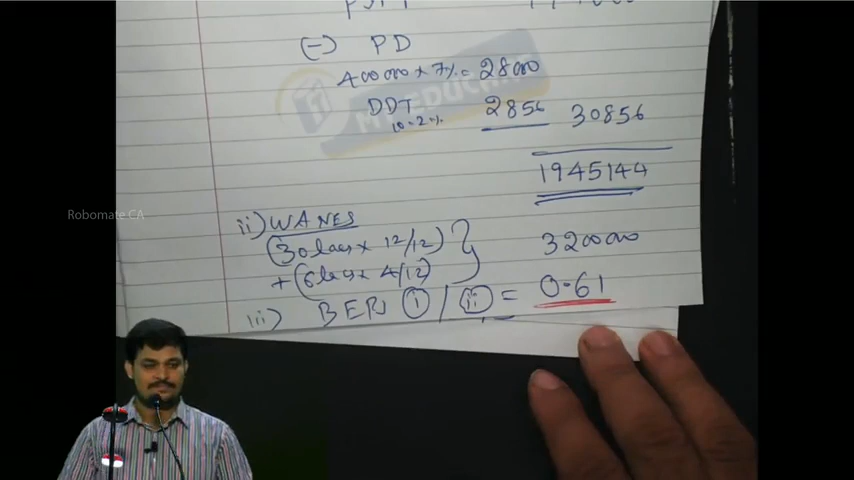 (-) PD
400000 x 7% = 28000
DDT 2856 30856
10.2%
1945144
ii) WANES
(30 lacs x 12/12) 3200000
+ (6 lacs x 4/12)
iii) BEPS (i) / (ii) = 0.61
Robomate CA